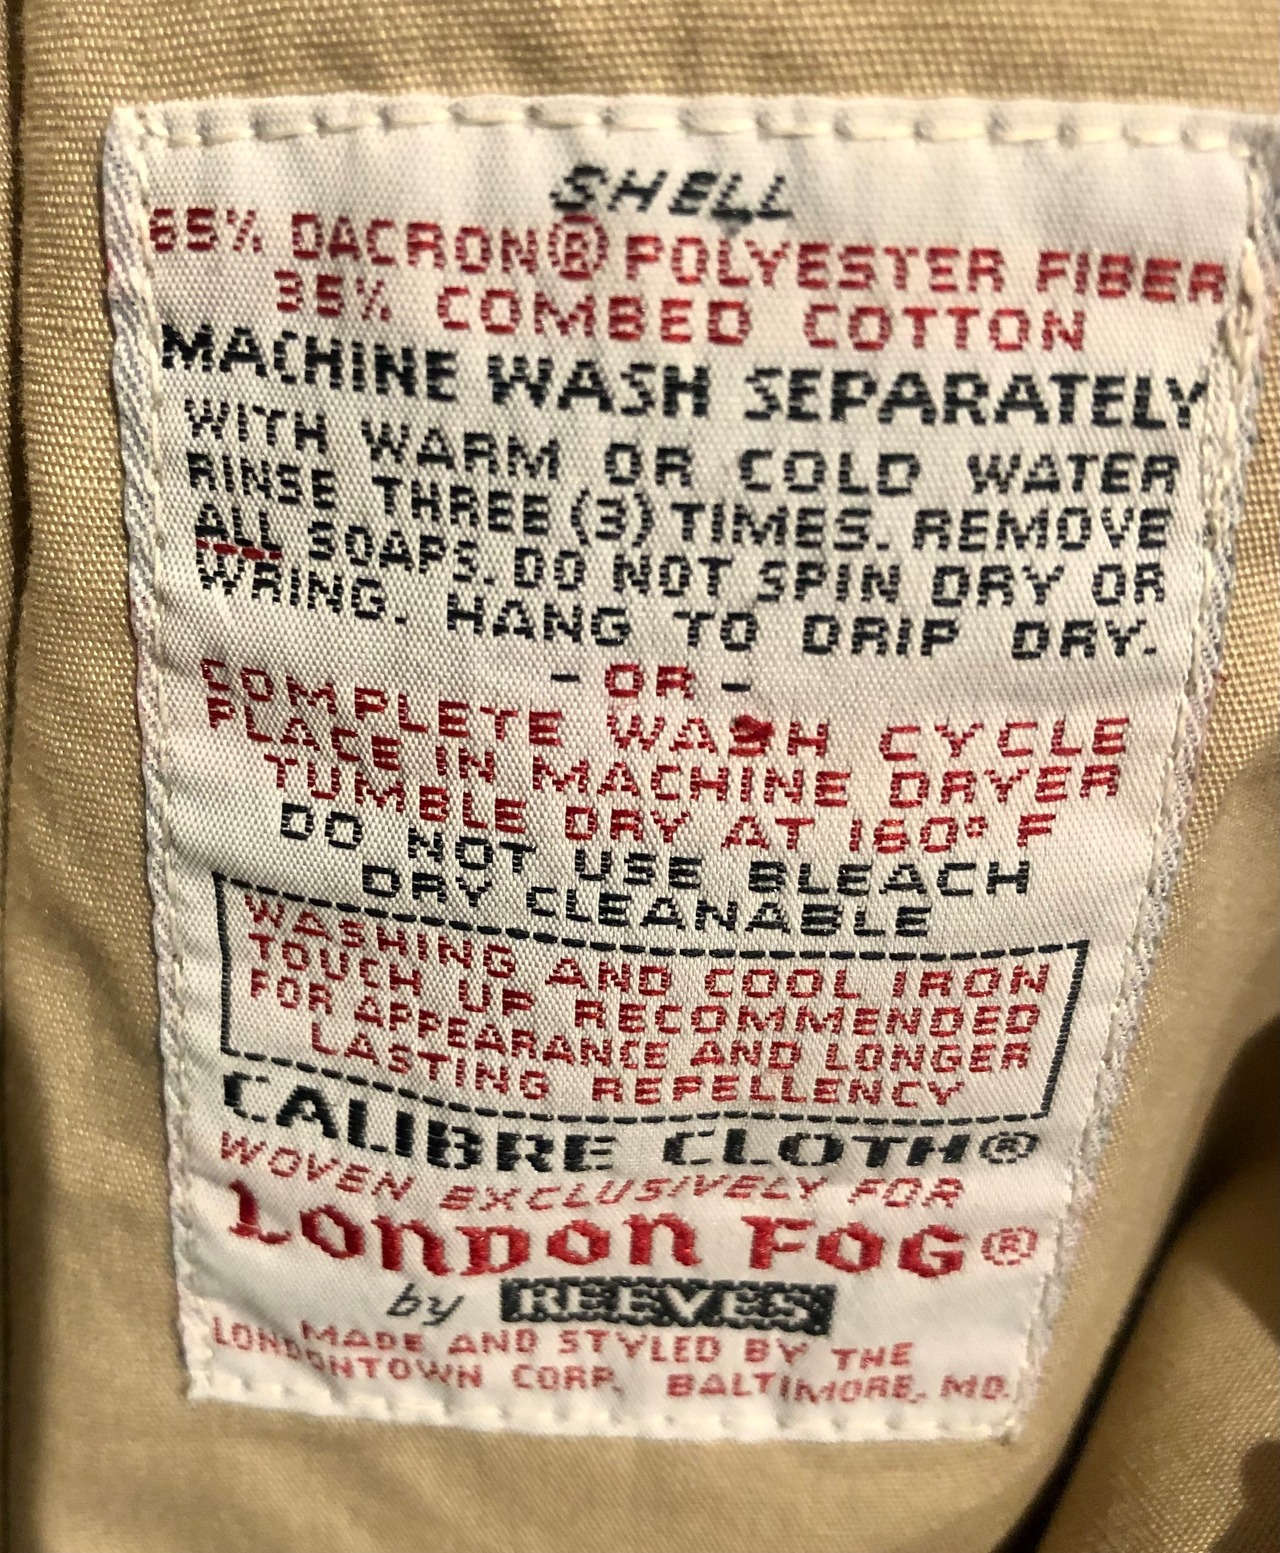 SHELL
65% DACRON® POLYESTER FIBER
35% COMBED COTTON
MACHINE WASH SEPARATELY
WITH WARM OR COLD WATER
RINSE THREE (3) TIMES. REMOVE
ALL SOAPS. DO NOT SPIN DRY OR
WRING. HANG TO DRIP DRY.
- OR -
COMPLETE WASH CYCLE
PLACE IN MACHINE DRYER
TUMBLE DRY AT 160° F
DO NOT USE BLEACH
DRY CLEANABLE
WASHING AND COOL IRON
TOUCH UP RECOMMENDED
FOR APPEARANCE AND LONGER
LASTING REPELLENCY
CALIBRE CLOTH®
WOVEN EXCLUSIVELY FOR
LONDON FOG®
by REEVES
MADE AND STYLED BY THE
LONDONTOWN CORP. BALTIMORE, MD.